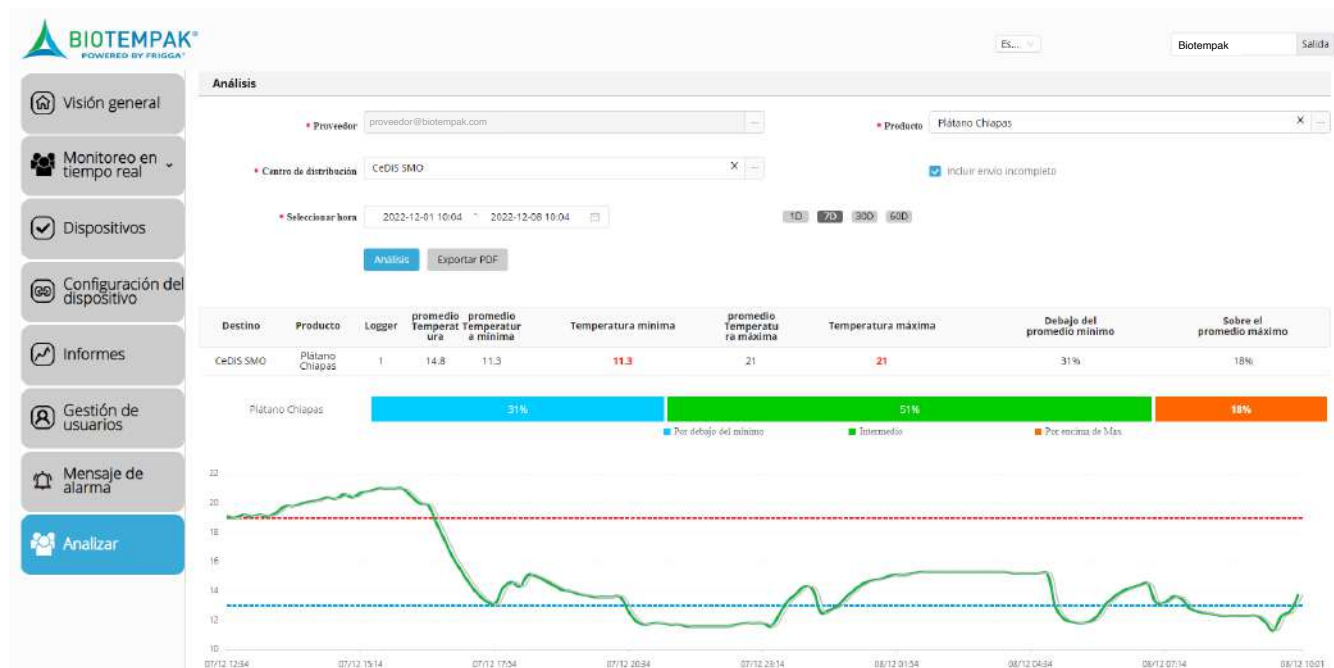 BIOTEMPAK®
POWERED BY FRIGGA®
Es...
Biotempak
Salida
Visión general
Monitoreo en
tiempo real
Dispositivos
Configuración del
dispositivo
Informes
Gestión de
usuarios
Mensaje de
alarma
Analizar
Análisis
* Proveedor
proveedor@biotempak.com
...
* Producto
Plátano Chiapas
X ...
* Centro de distribución
CeDIS SMO
X ...
Incluir envío incompleto
* Seleccionar hora
2022-12-01 10:04 ~ 2022-12-08 10:04
1D 7D 30D 60D
Análisis
Exportar PDF
Destino
Producto
Logger
promedio
Temperat
ura
promedio
Temperatur
a mínima
Temperatura mínima
promedio
Temperatu
ra máxima
Temperatura máxima
Debajo del
promedio mínimo
Sobre el
promedio máximo
CeDIS SMO
Plátano
Chiapas
1
14.8
11.3
11.3
21
21
31%
18%
Plátano Chiapas
31%
51%
18%
Por debajo del mínimo
Intermedio
Por encima de Max.
22
20
18
16
14
12
10
07/12 12:34
07/12 15:14
07/12 17:54
07/12 20:34
07/12 23:14
08/12 01:54
08/12 04:34
08/12 07:14
08/12 10:01